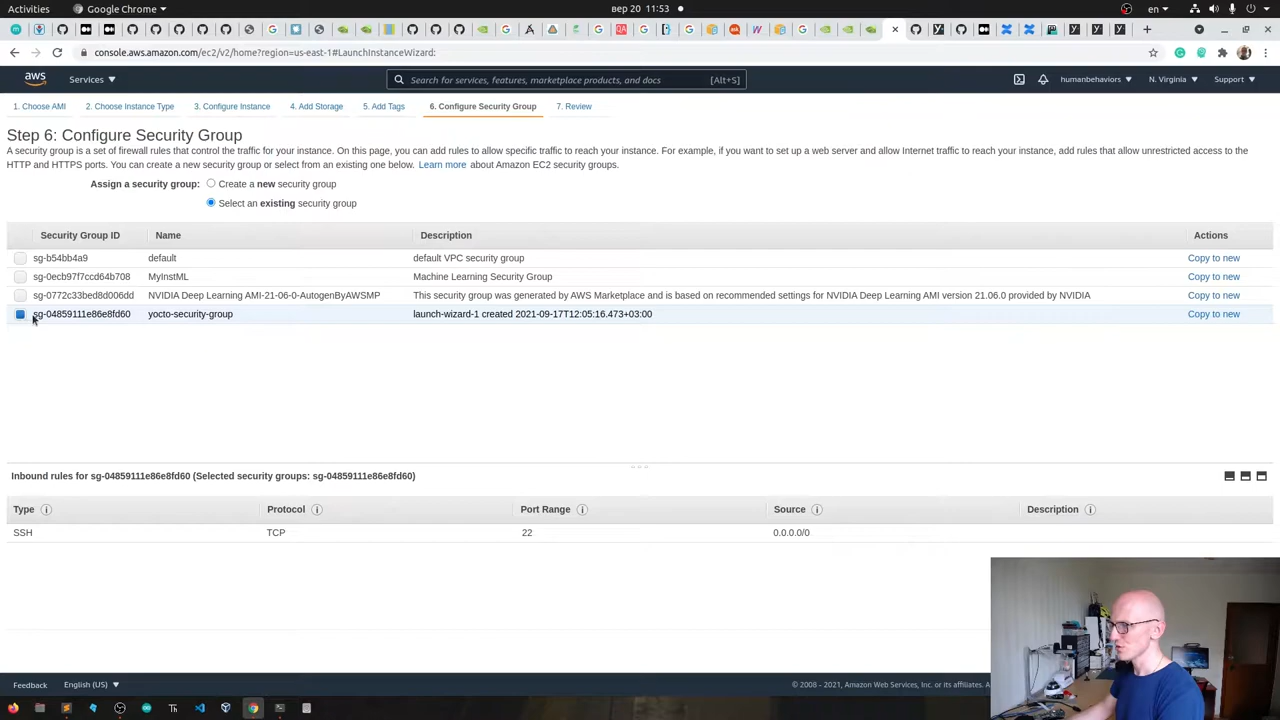 Activities
Google Chrome
вер 20 11:53
en
console.aws.amazon.com/ec2/v2/home?region=us-east-1#LaunchInstanceWizard:
aws
Services
Search for services, features, marketplace products, and docs [Alt+S]
humanbehaviors
N. Virginia
Support
1. Choose AMI
2. Choose Instance Type
3. Configure Instance
4. Add Storage
5. Add Tags
6. Configure Security Group
7. Review
Step 6: Configure Security Group
A security group is a set of firewall rules that control the traffic for your instance. On this page, you can add rules to allow specific traffic to reach your instance. For example, if you want to set up a web server and allow Internet traffic to reach your instance, add rules that allow unrestricted access to the
HTTP and HTTPS ports. You can create a new security group or select from an existing one below. Learn more about Amazon EC2 security groups.
Assign a security group: Create a new security group
Select an existing security group
Security Group ID Name Description Actions
sg-b54bb4a9 default default VPC security group Copy to new
sg-0ecb97f7ccd64b708 MyInstML Machine Learning Security Group Copy to new
sg-0772c33bed8d006dd NVIDIA Deep Learning AMI-21-06-0-AutogenByAWSMP This security group was generated by AWS Marketplace and is based on recommended settings for NVIDIA Deep Learning AMI version 21.06.0 provided by NVIDIA Copy to new
sg-04859111e86e8fd60 yocto-security-group launch-wizard-1 created 2021-09-17T12:05:16.473+03:00 Copy to new
Inbound rules for sg-04859111e86e8fd60 (Selected security groups: sg-04859111e86e8fd60)
Type Protocol Port Range Source Description
SSH TCP 22 0.0.0.0/0
Feedback English (US) © 2008 - 2021, Amazon Web Services, Inc. or its affiliates.